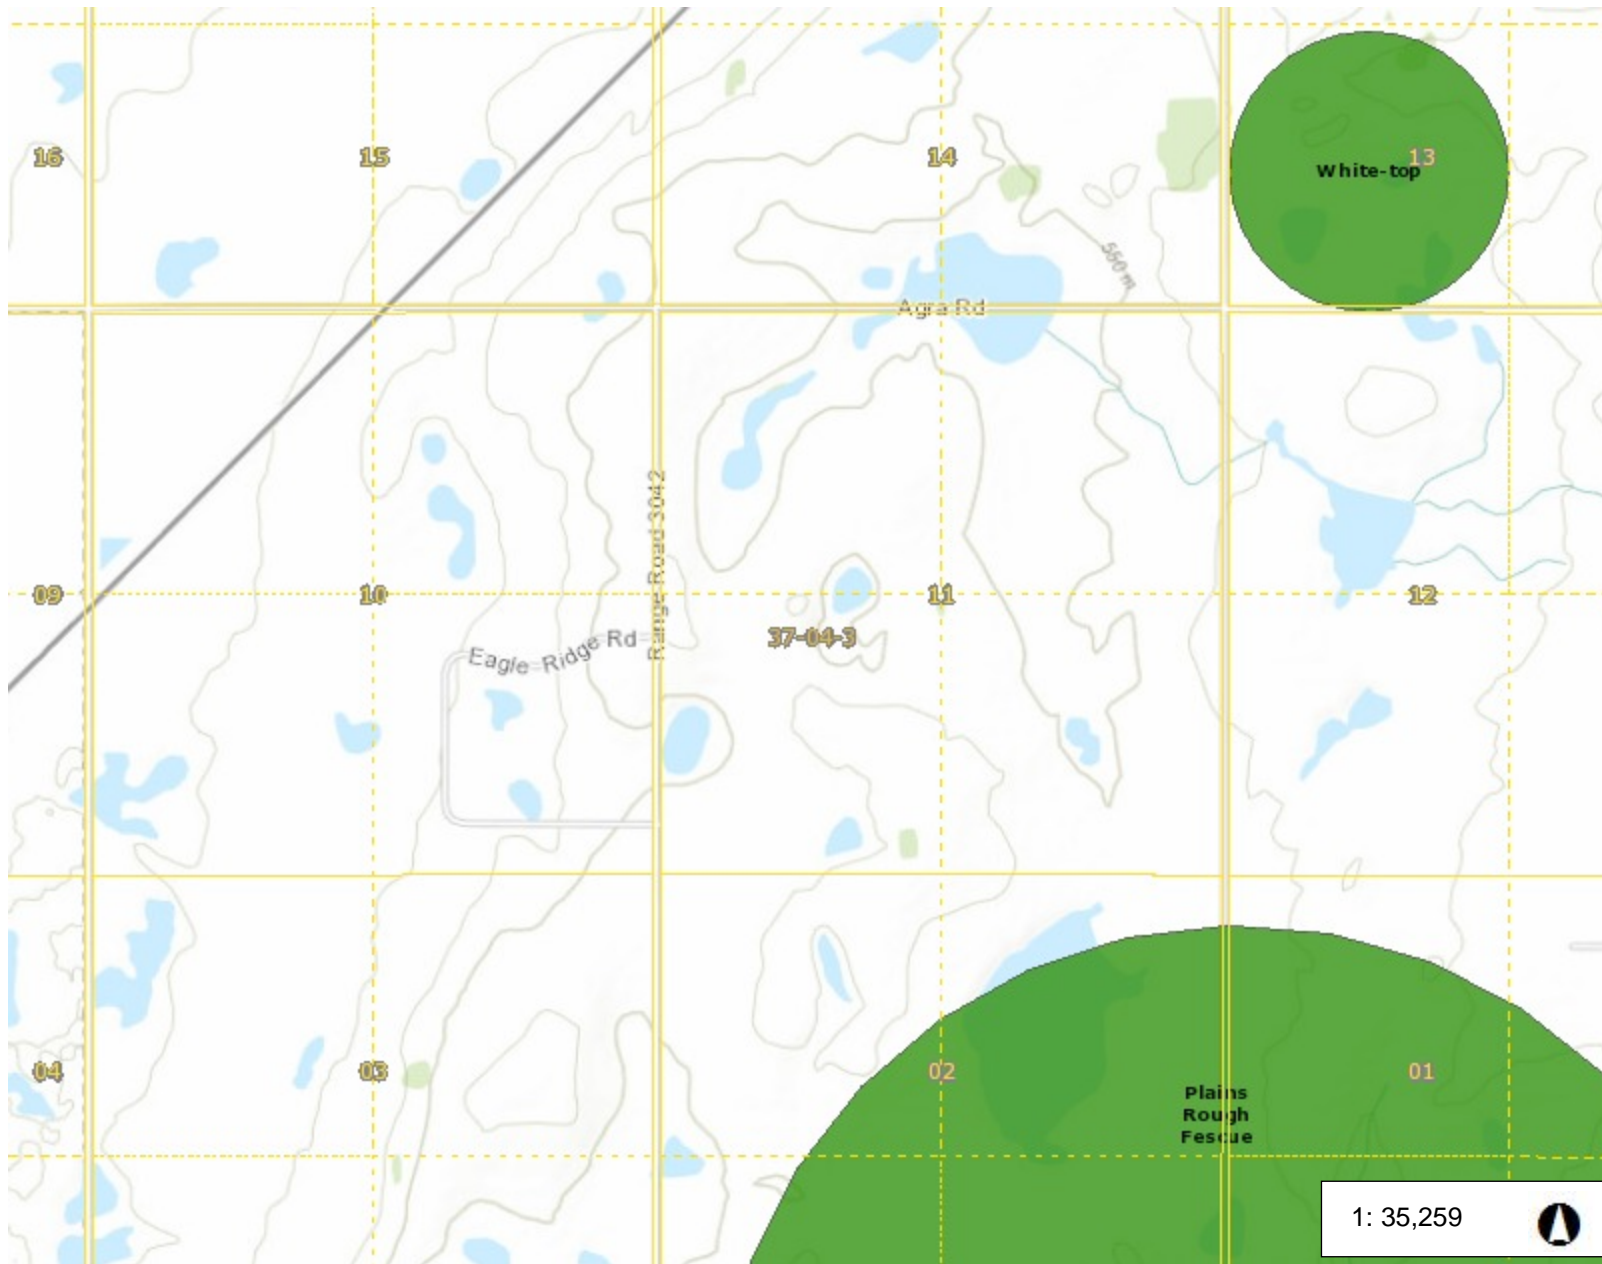 16
15
14
13
White-top
560 m
Agra Rd
Range Road 3042
09
10
11
12
37-04-3
Eagle Ridge Rd
04
03
02
01
Plains
Rough
Fescue
1: 35,259